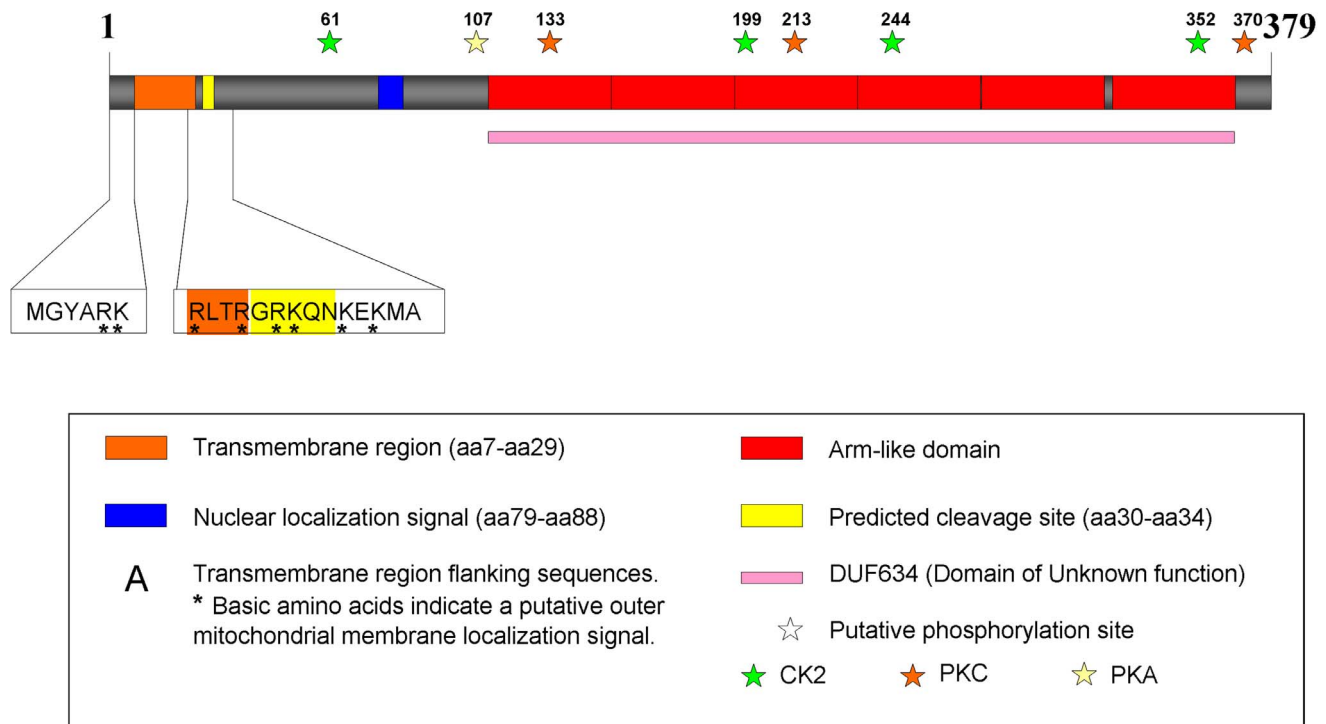 1 61 107 133 199 213 244 352 370 379
MGYARK RLTRGRKQNKEKMA
** * * * * * *
Transmembrane region (aa7-aa29)
Arm-like domain
Nuclear localization signal (aa79-aa88)
Predicted cleavage site (aa30-aa34)
A Transmembrane region flanking sequences.
* Basic amino acids indicate a putative outer
mitochondrial membrane localization signal.
DUF634 (Domain of Unknown function)
Putative phosphorylation site
CK2 PKC PKA